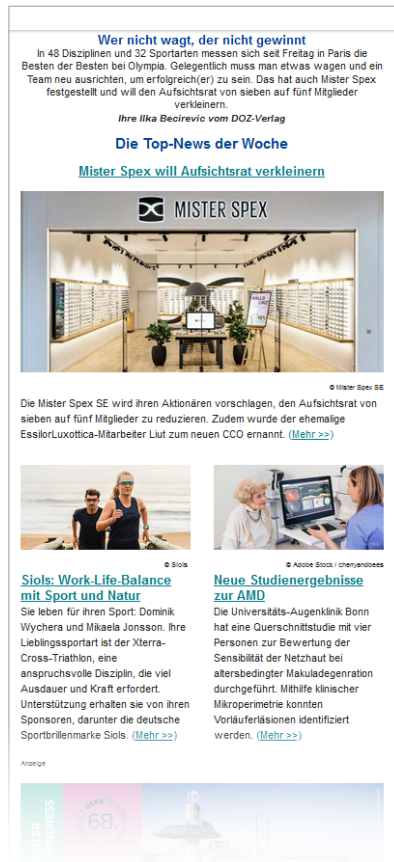 Wer nicht wagt, der nicht gewinnt
In 48 Disziplinen und 32 Sportarten messen sich seit Freitag in Paris die
Besten der Besten bei Olympia. Gelegentlich muss man etwas wagen und ein
Team neu ausrichten, um erfolgreich(er) zu sein. Das hat auch Mister Spex
festgestellt und will den Aufsichtsrat von sieben auf fünf Mitglieder
verkleinern.
Ihre Ilka Becirevic vom DOZ-Verlag
Die Top-News der Woche
Mister Spex will Aufsichtsrat verkleinern
MISTER SPEX
HALLO
© Mister Spex SE
Die Mister Spex SE wird ihren Aktionären vorschlagen, den Aufsichtsrat von
sieben auf fünf Mitglieder zu reduzieren. Zudem wurde der ehemalige
EssilorLuxottica-Mitarbeiter Liut zum neuen CCO ernannt. (Mehr >>)
© Siols
Siols: Work-Life-Balance
mit Sport und Natur
Sie leben für ihren Sport: Dominik
Wychera und Mikaela Jonsson. Ihre
Lieblingssportart ist der Xterra-
Cross-Triathlon, eine
anspruchsvolle Disziplin, die viel
Ausdauer und Kraft erfordert.
Unterstützung erhalten sie von ihren
Sponsoren, darunter die deutsche
Sportbrillenmarke Siols. (Mehr >>)
© Adobe Stock / cherryandbees
Neue Studienergebnisse
zur AMD
Die Universitäts-Augenklinik Bonn
hat eine Querschnittstudie mit vier
Personen zur Bewertung der
Sensibilität der Netzhaut bei
altersbedingter Makuladegenration
durchgeführt. Mithilfe klinischer
Mikroperimetrie konnten
Vorläuferläsionen identifiziert
werden. (Mehr >>)
Anzeige
68.